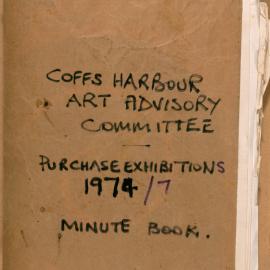 COFFS HARBOUR
ART ADVISORY
COMMITTEE
PURCHASE EXHIBITIONS
1974/7
MINUTE BOOK.